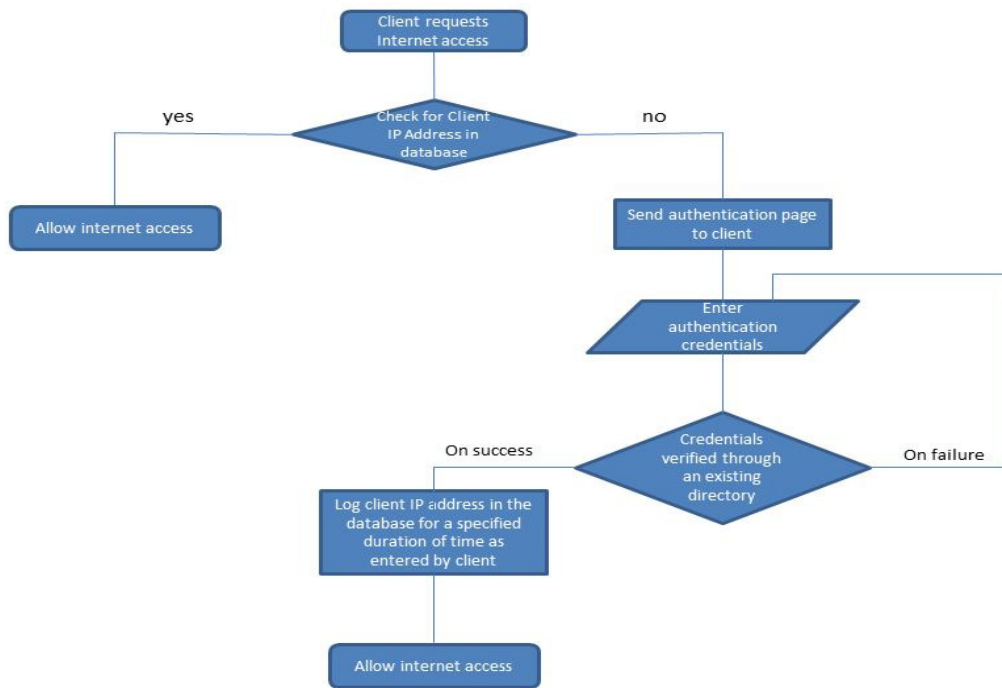 Client requests
Internet access
Check for Client
IP Address in
database
yes
no
Allow internet access
Send authentication page
to client
Enter
authentication
credentials
Credentials
verified through
an existing
directory
On success
On failure
Log client IP address in the
database for a specified
duration of time as
entered by client
Allow internet access